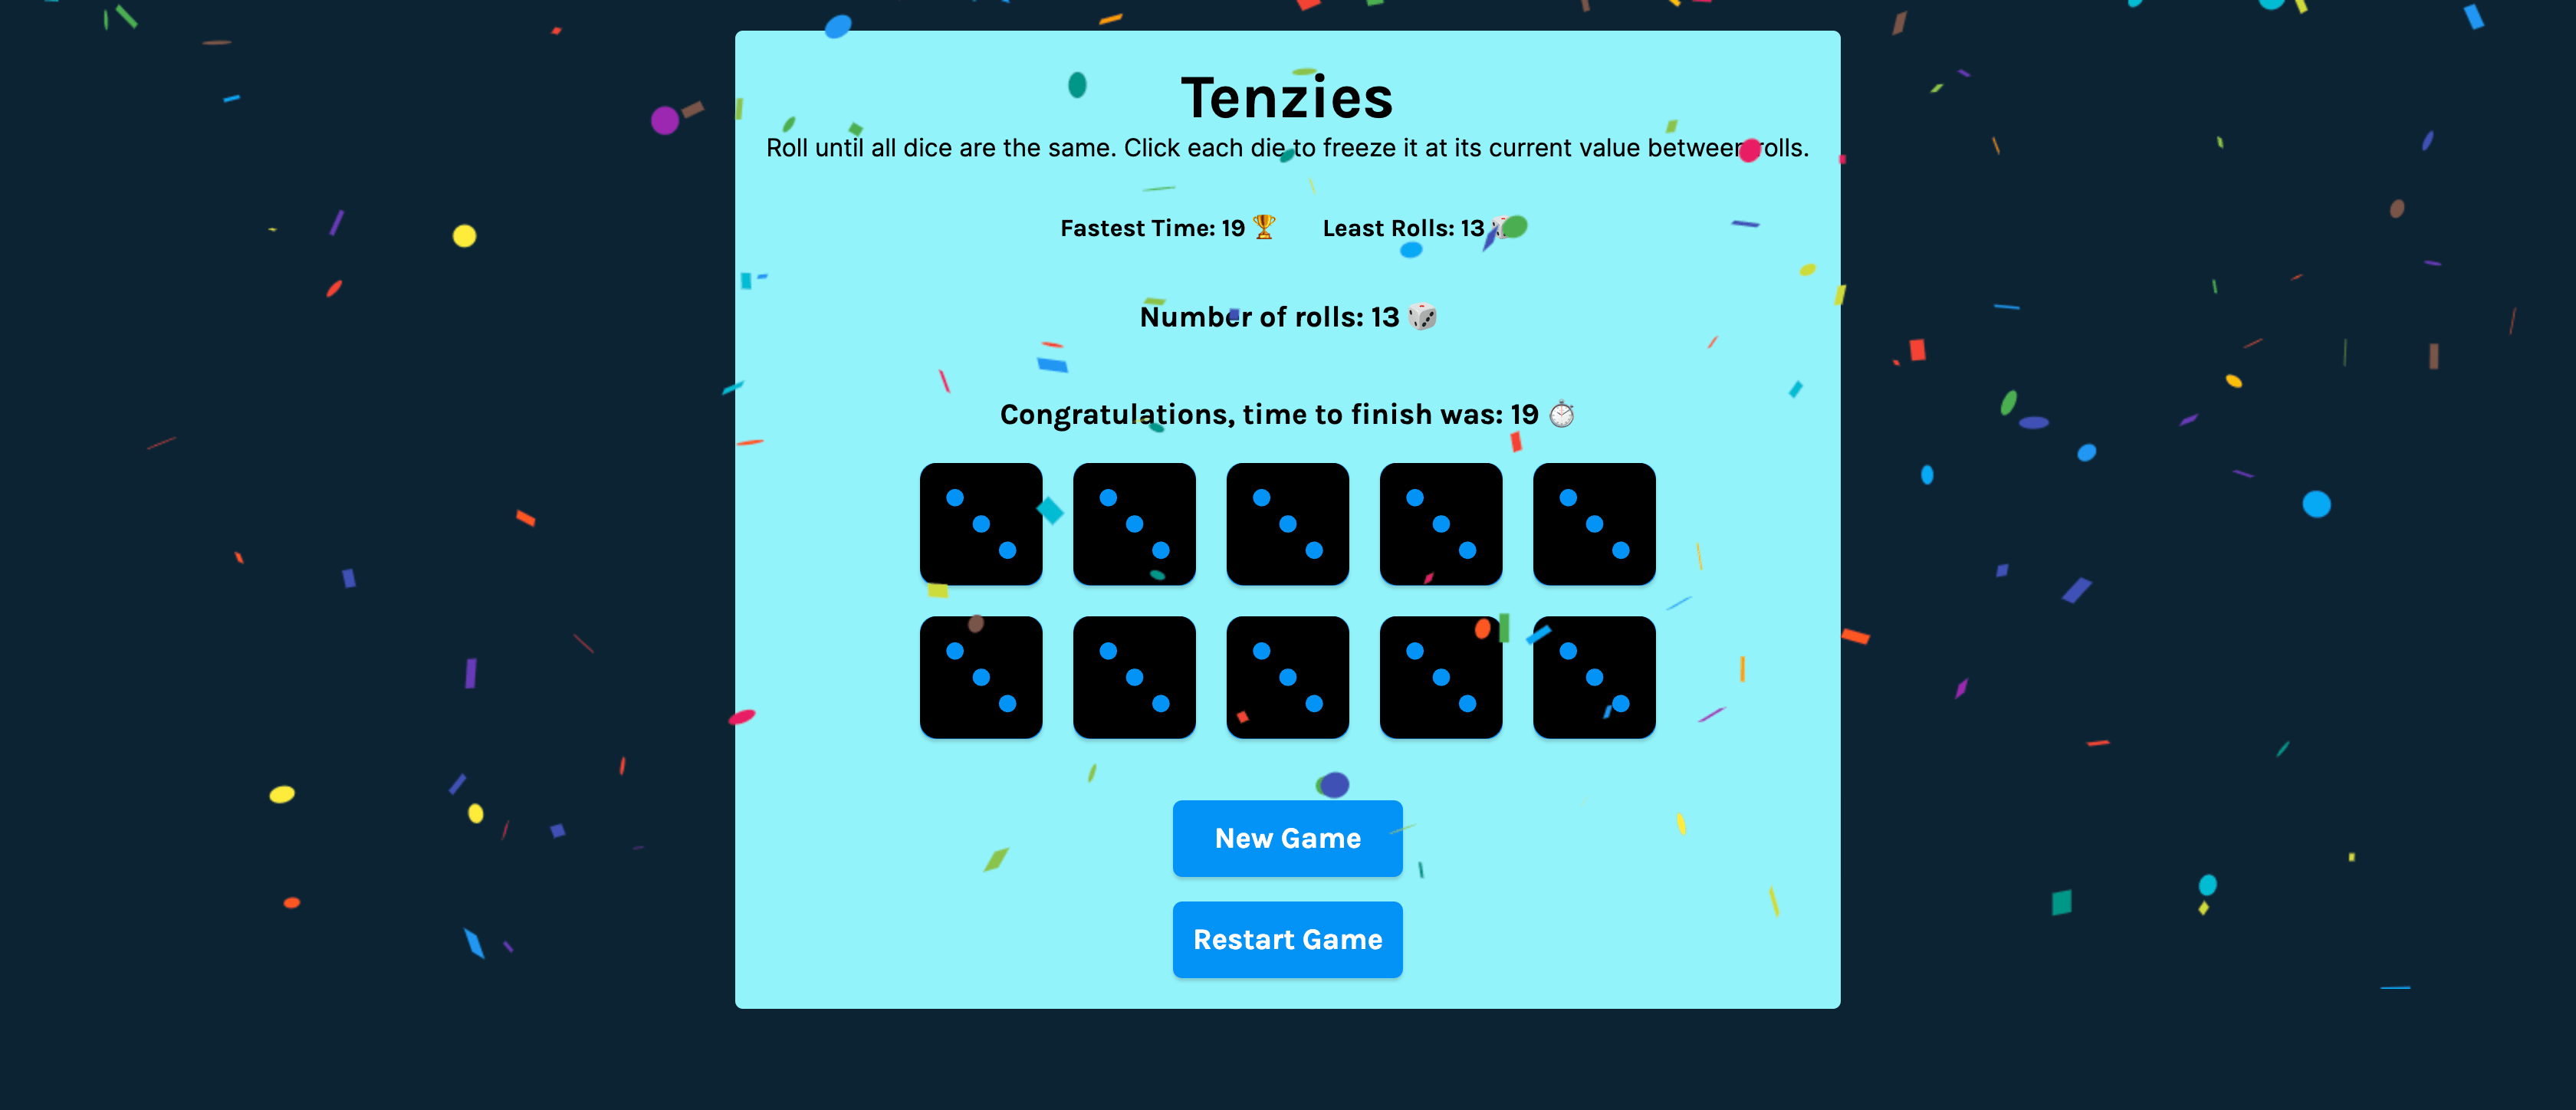 Tenzies
Roll until all dice are the same. Click each die to freeze it at its current value between rolls.
Fastest Time: 19 🏆 Least Rolls: 13 🎲
Number of rolls: 13 🎲
Congratulations, time to finish was: 19 ⏱️
New Game
Restart Game